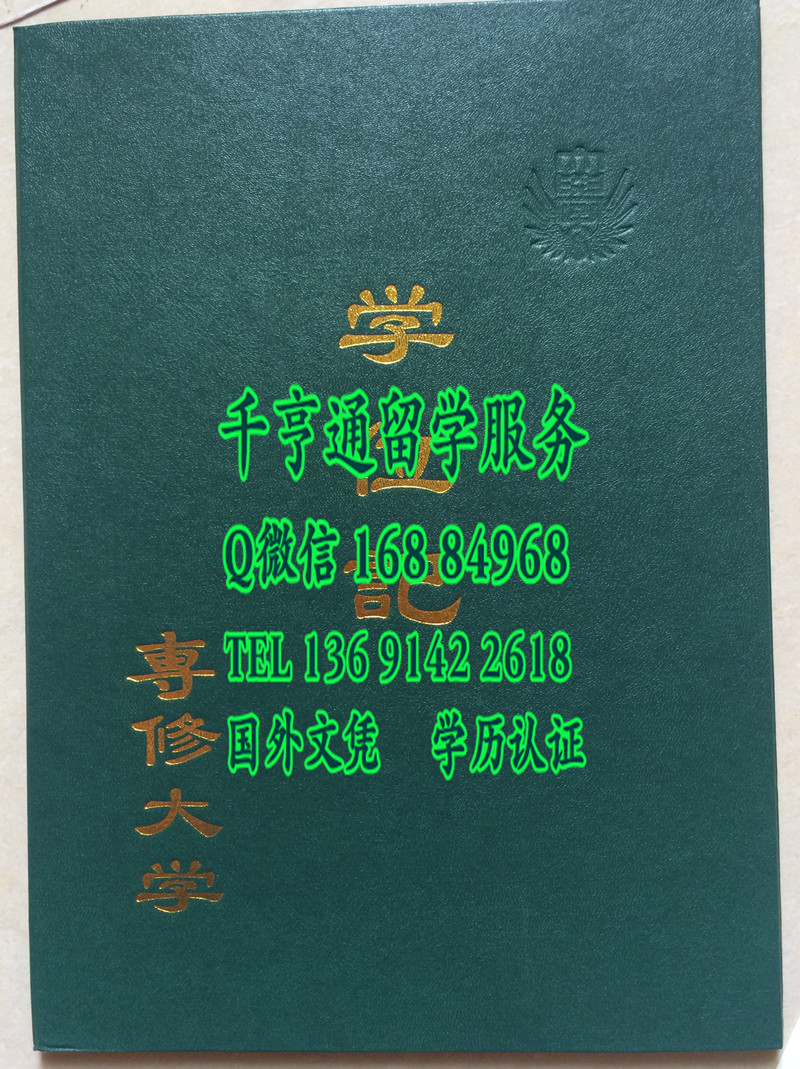 学位記
専修大学
千亨通留学服务
Q微信 168 84968
TEL 136 9142 2618
国外文凭 学历认证